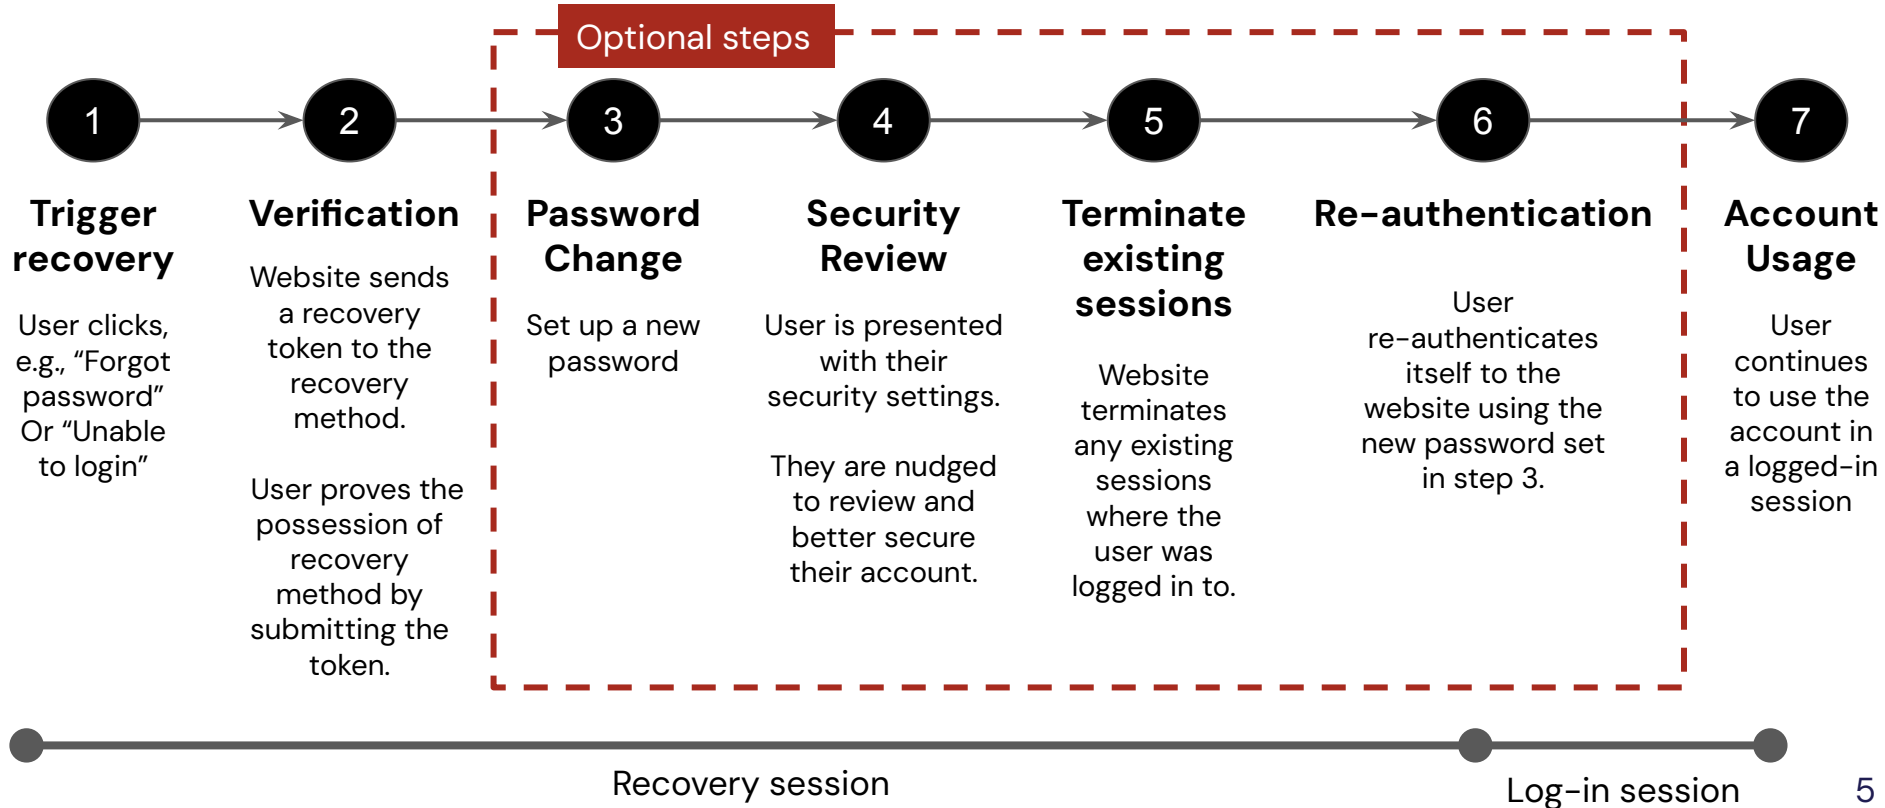 Optional steps
1
2
3
4
5
6
7
Trigger
recovery
User clicks,
e.g., “Forgot
password”
Or “Unable
to login”
Verification
Website sends
a recovery
token to the
recovery
method.
User proves the
possession of
recovery
method by
submitting the
token.
Password
Change
Set up a new
password
Security
Review
User is presented
with their
security settings.
They are nudged
to review and
better secure
their account.
Terminate
existing
sessions
Website
terminates
any existing
sessions
where the
user was
logged in to.
Re-authentication
User
re-authenticates
itself to the
website using the
new password set
in step 3.
Account
Usage
User
continues
to use the
account in
a logged-in
session
Recovery session
Log-in session
5